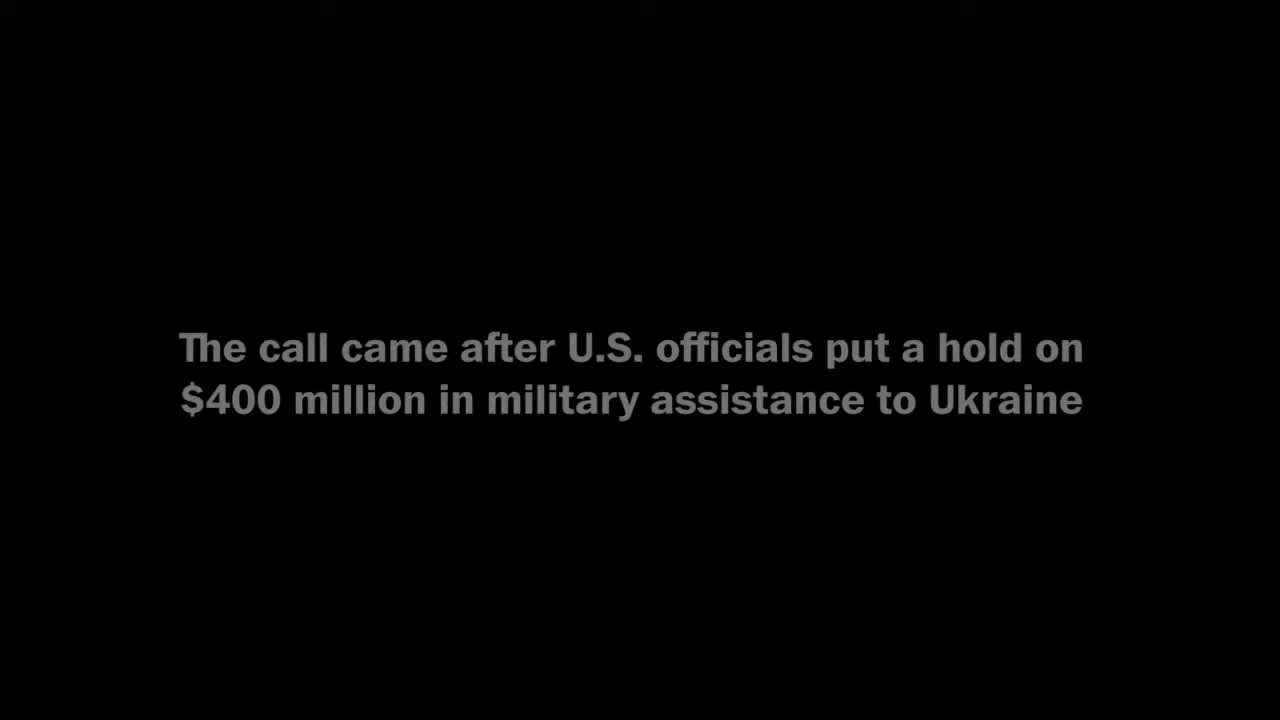 The call came after U.S. officials put a hold on
$400 million in military assistance to Ukraine